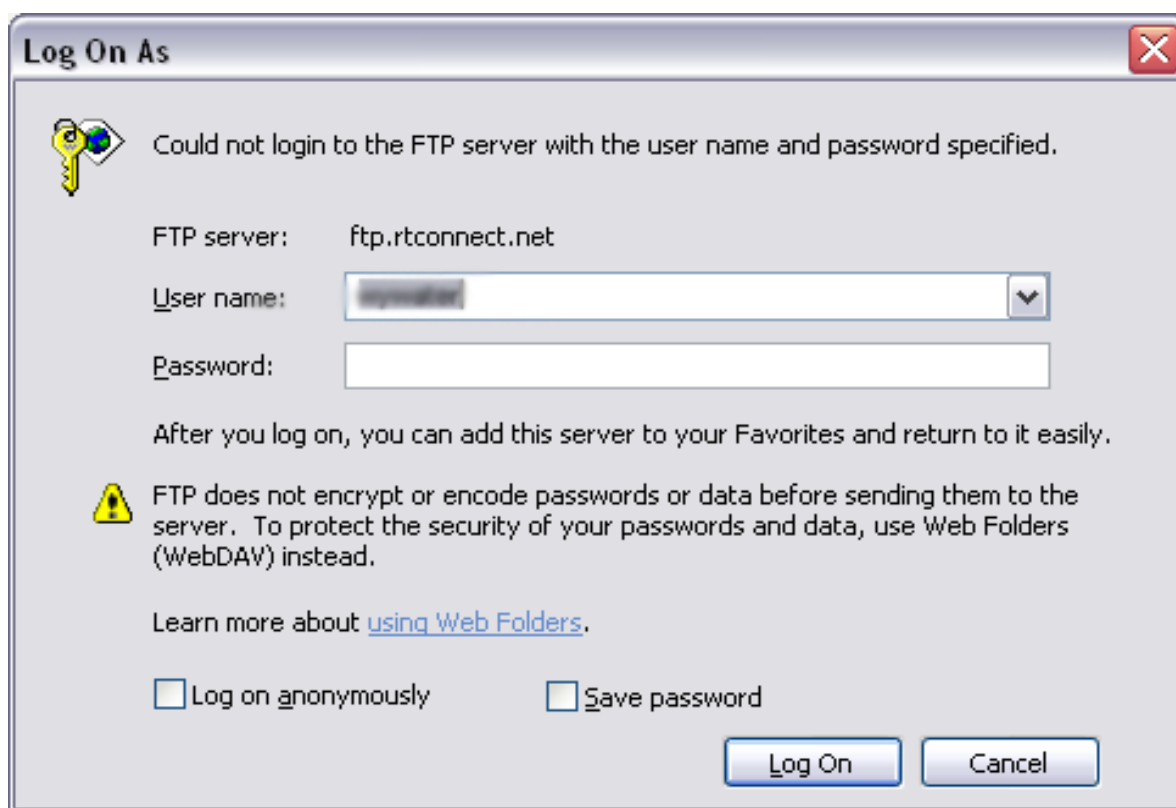 Log On As
Could not login to the FTP server with the user name and password specified.
FTP server: ftp.rtconnect.net
User name:
Password:
After you log on, you can add this server to your Favorites and return to it easily.
FTP does not encrypt or encode passwords or data before sending them to the
server. To protect the security of your passwords and data, use Web Folders
(WebDAV) instead.
Learn more about using Web Folders.
Log on anonymously Save password
Log On Cancel